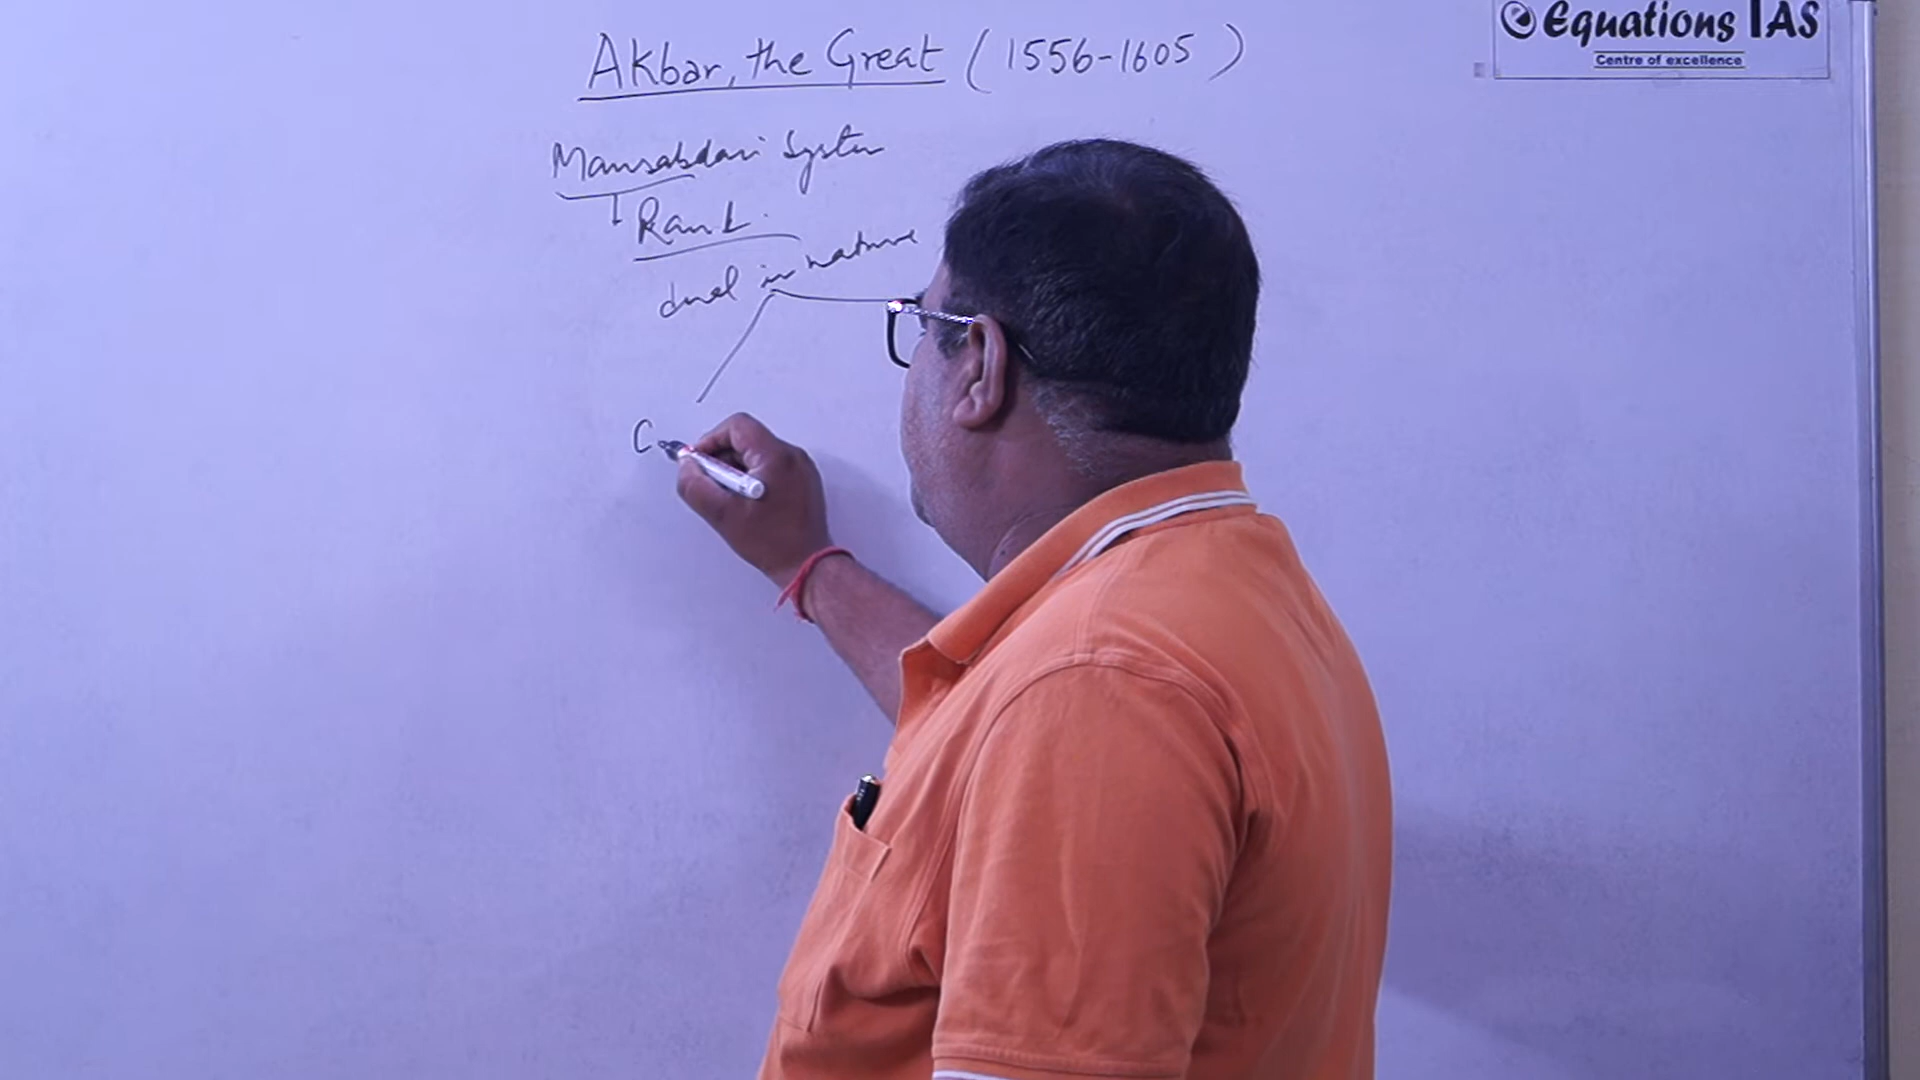 Equations IAS
Centre of excellence
Akbar, the Great (1556-1605)
Mansabdari System
Rank
dual in nature
C